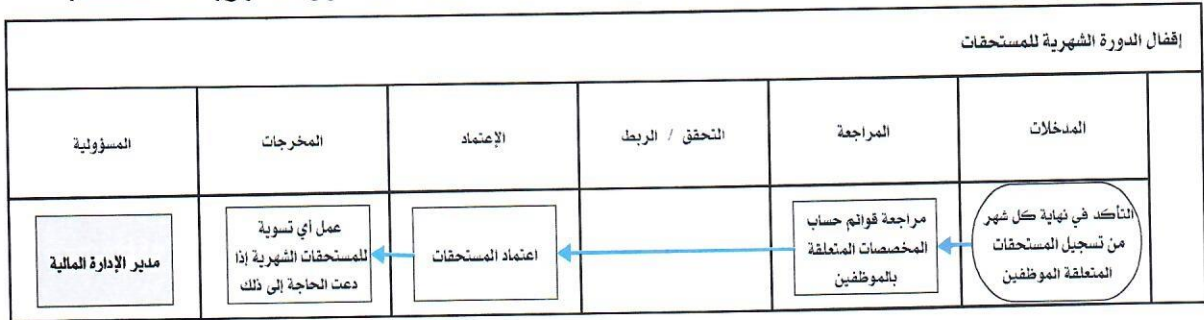 إقفال الدورة الشهرية للمستحقات
المدخلات
المراجعة
التحقق / الربط
الإعتماد
المخرجات
المسؤولية
التأكد في نهاية كل شهر
من تسجيل المستحقات
المتعلقة الموظفين
مراجعة قوائم حساب
المخصصات المتعلقة
بالموظفين
اعتماد المستحقات
عمل أي تسوية
للمستحقات الشهرية إذا
دعت الحاجة إلى ذلك
مدير الإدارة المالية